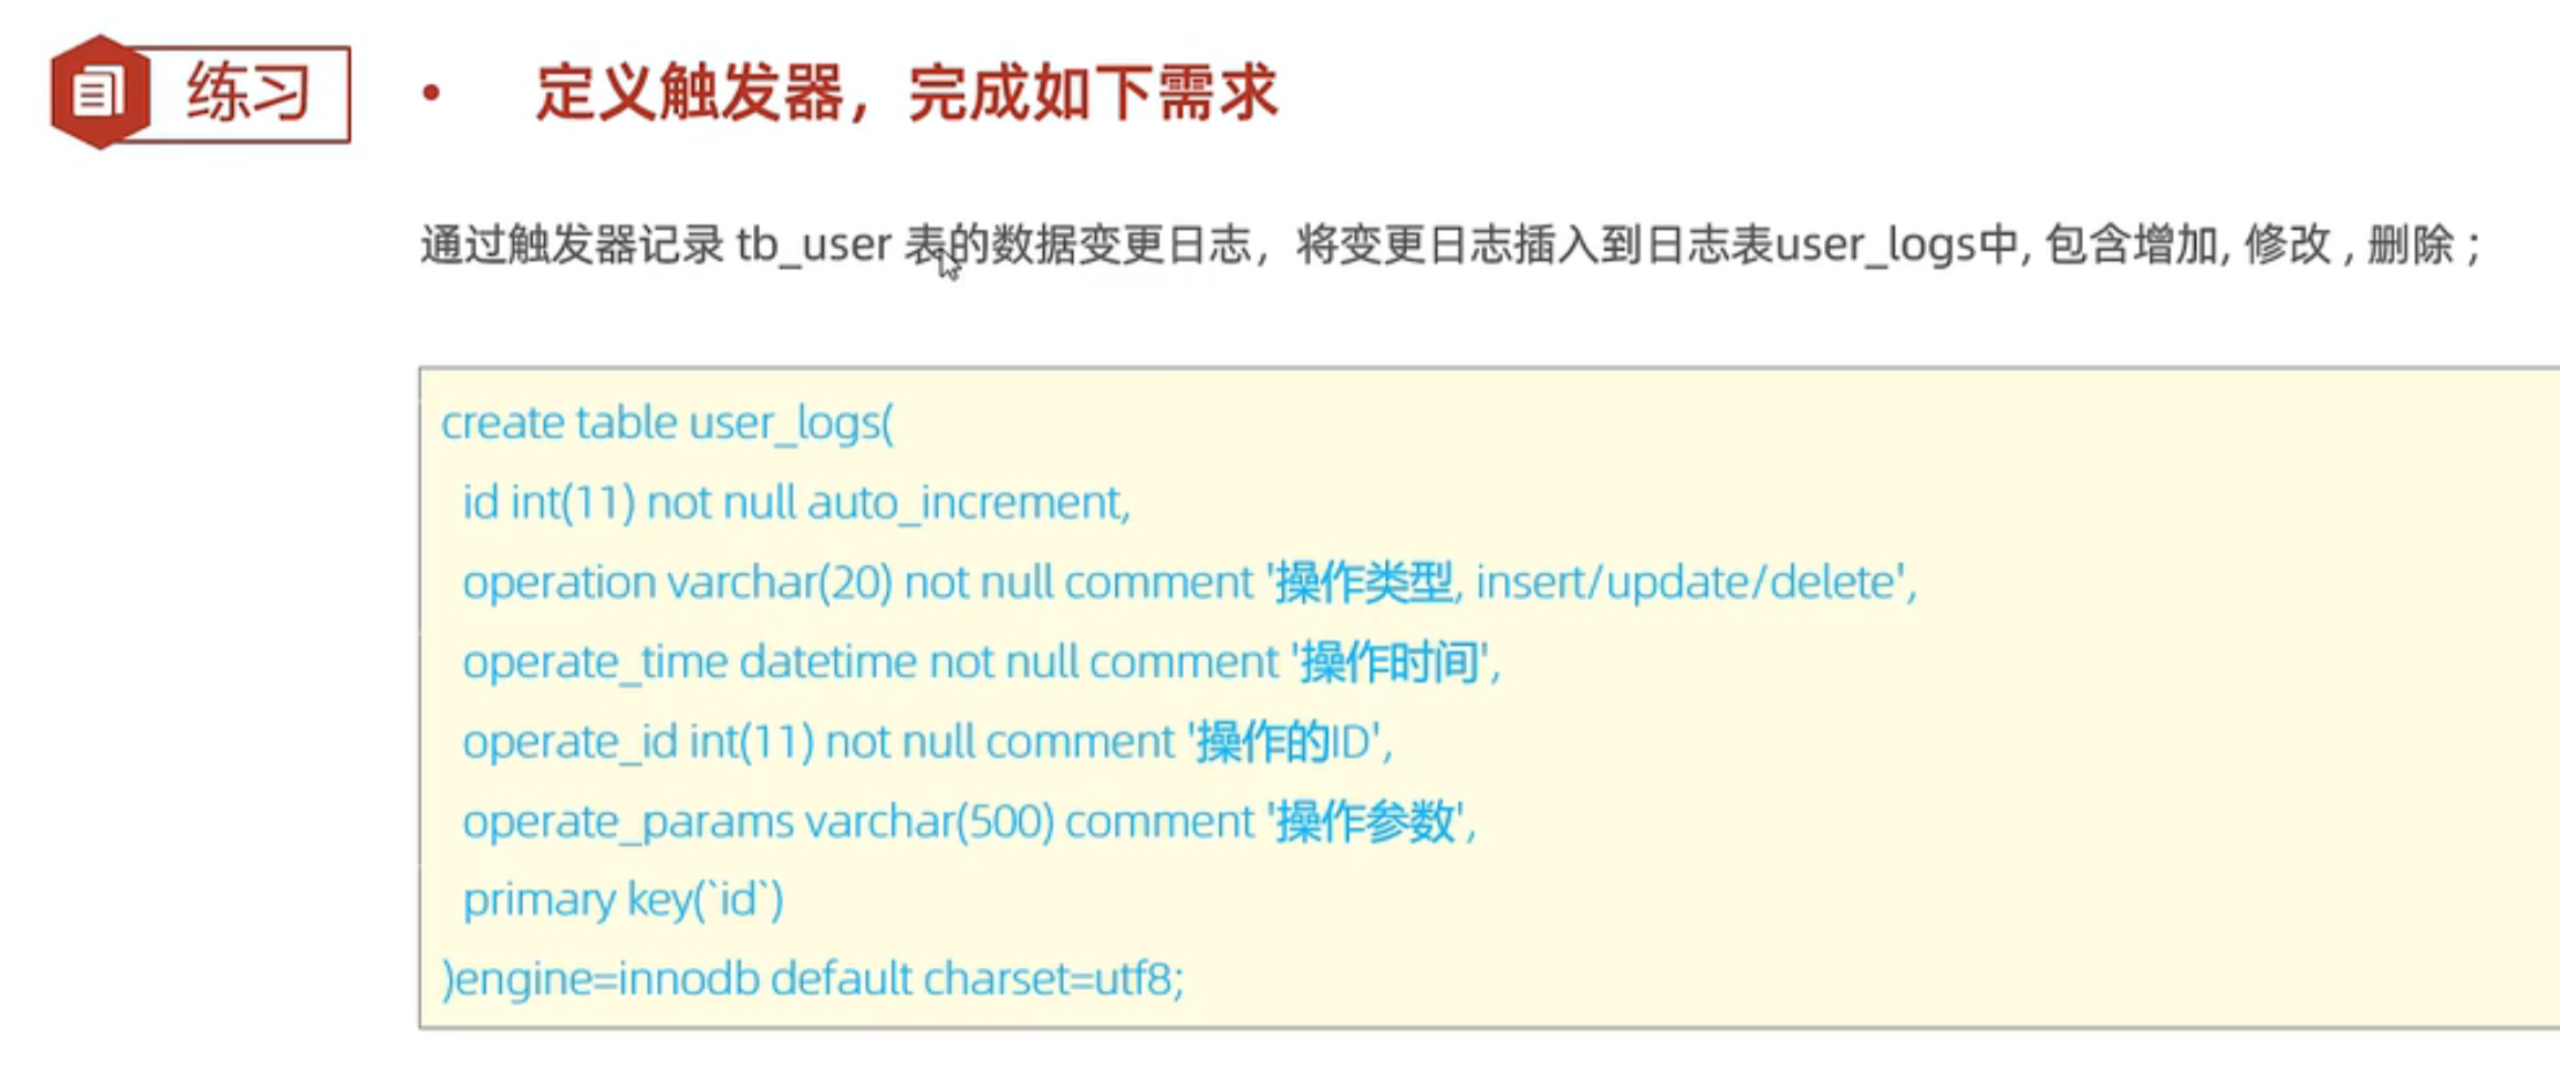 练习
• 定义触发器，完成如下需求
通过触发器记录 tb_user 表的数据变更日志，将变更日志插入到日志表user_logs中, 包含增加, 修改 , 删除 ;
create table user_logs(
id int(11) not null auto_increment,
operation varchar(20) not null comment '操作类型, insert/update/delete',
operate_time datetime not null comment '操作时间',
operate_id int(11) not null comment '操作的ID',
operate_params varchar(500) comment '操作参数',
primary key(`id`)
)engine=innodb default charset=utf8;